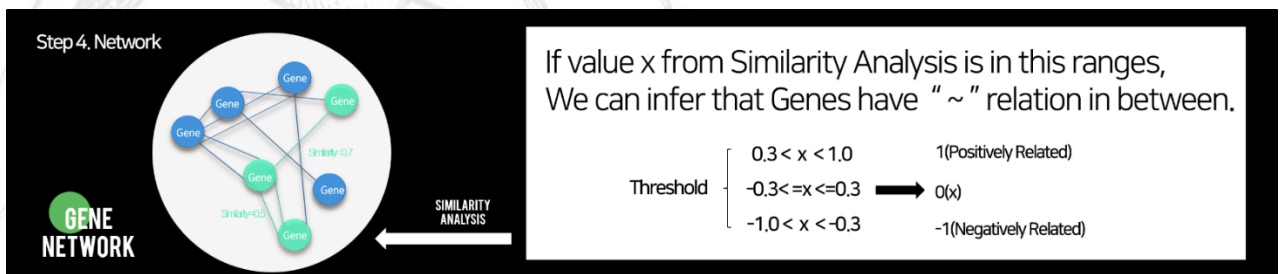 Step 4. Network
Gene
Gene
Gene
Gene
Similarity=0.7
Gene
Gene
Similarity=0.5
Gene
GENE
NETWORK
SIMILARITY
ANALYSIS
If value x from Similarity Analysis is in this ranges,
We can infer that Genes have “ ~ ” relation in between.
Threshold
0.3 < x < 1.0
1(Positively Related)
-0.3< =x <=0.3
0(x)
-1.0 < x <-0.3
-1(Negatively Related)